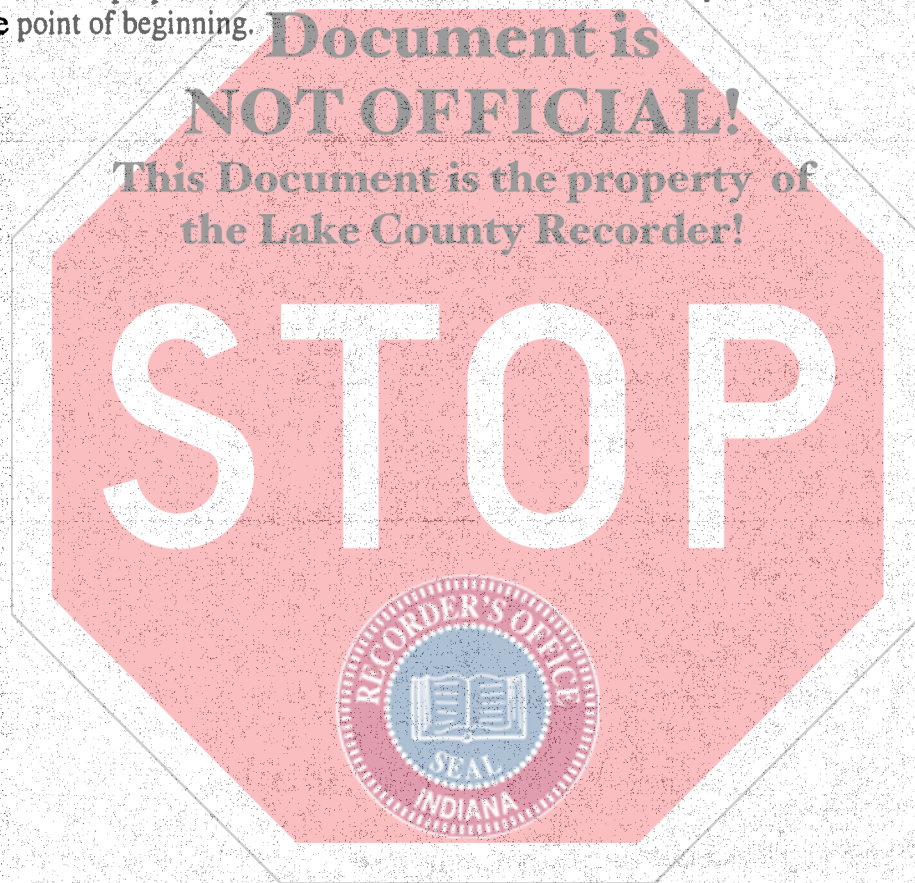 point of beginning.
Document is
NOT OFFICIAL!
This Document is the property of
the Lake County Recorder!
STOP
RECORDER'S OFFICE
SEAL
INDIANA